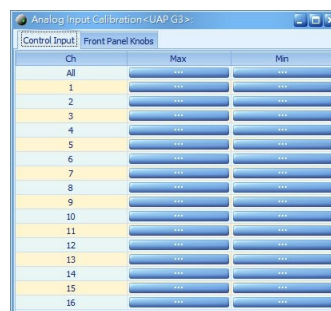 Analog Input Calibration<UAP G3>:
Control Input Front Panel Knobs
Ch Max Min
All ... ...
1 ... ...
2 ... ...
3 ... ...
4 ... ...
5 ... ...
6 ... ...
7 ... ...
8 ... ...
9 ... ...
10 ... ...
11 ... ...
12 ... ...
13 ... ...
14 ... ...
15 ... ...
16 ... ...